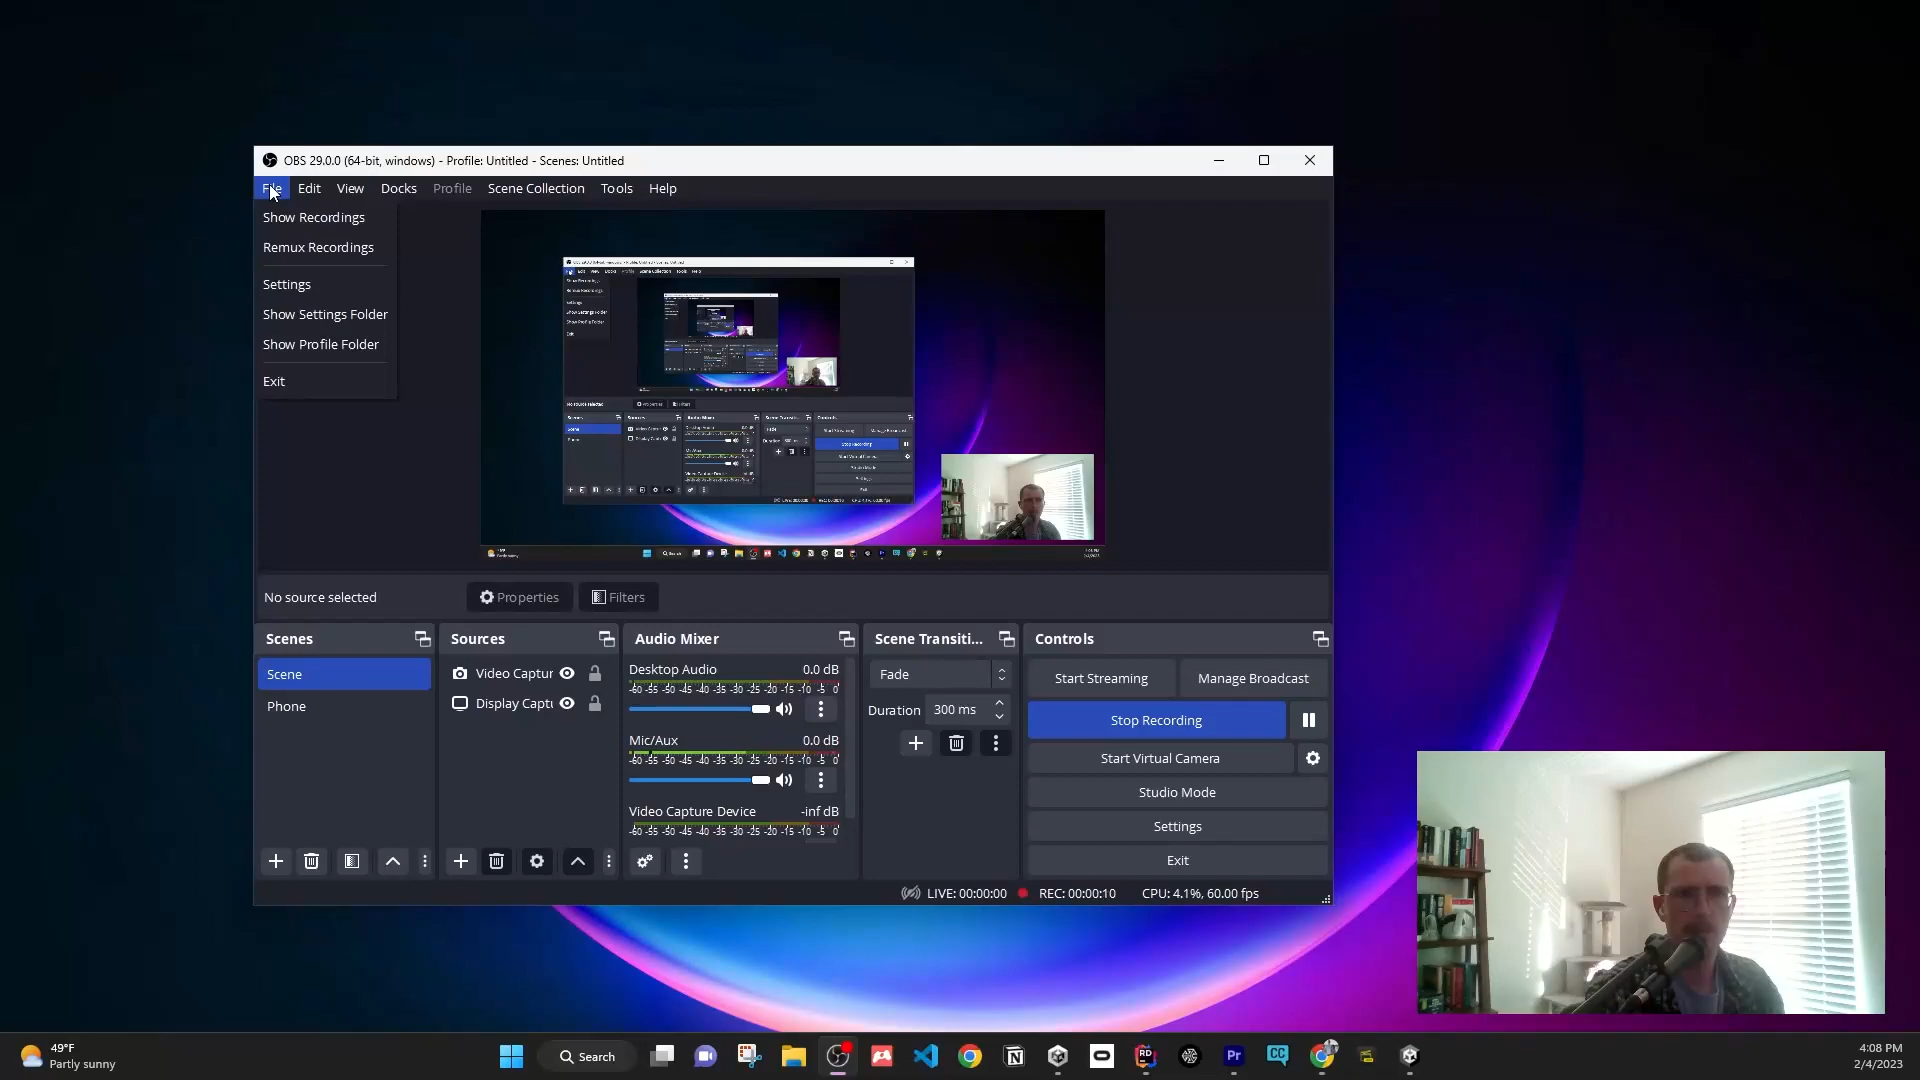 OBS 29.0.0 (64-bit, windows) - Profile: Untitled - Scenes: Untitled
File Edit View Docks Profile Scene Collection Tools Help
Show Recordings
Remux Recordings
Settings
Show Settings Folder
Show Profile Folder
Exit
No source selected
Properties
Filters
Scenes
Scene
Phone
Sources
Video Captur
Display Captu
Audio Mixer
Desktop Audio 0.0 dB
-60 -55 -50 -45 -40 -35 -30 -25 -20 -15 -10 -5 0
Mic/Aux 0.0 dB
-60 -55 -50 -45 -40 -35 -30 -25 -20 -15 -10 -5 0
Video Capture Device -inf dB
-60 -55 -50 -45 -40 -35 -30 -25 -20 -15 -10 -5 0
Scene Transiti...
Fade
Duration 300 ms
Controls
Start Streaming
Manage Broadcast
Stop Recording
Start Virtual Camera
Studio Mode
Settings
Exit
LIVE: 00:00:00
REC: 00:00:10
CPU: 4.1%, 60.00 fps
49°F
Partly sunny
Search
RD
Pr
CC
4:08 PM
2/4/2023